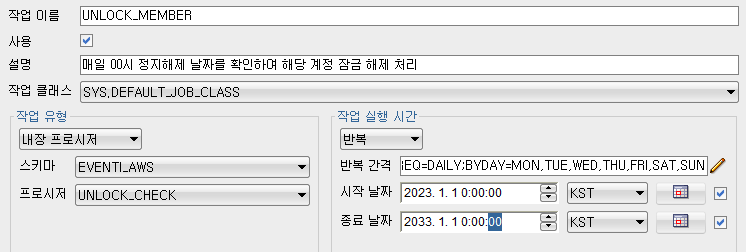 작업 이름 UNLOCK_MEMBER
사용
설명 매일 00시 정지해제 날짜를 확인하여 해당 계정 잠금 해제 처리
작업 클래스 SYS,DEFAULT_JOB_CLASS
작업 유형
내장 프로시저
스키마 EVENTI_AWS
프로시저 UNLOCK_CHECK
작업 실행 시간
반복
반복 간격 EQ=DAILY;BYDAY=MON,TUE,WED,THU,FRI,SAT,SUN
시작 날짜 2023. 1. 1 0:00:00 KST
종료 날짜 2033. 1. 1 0:00:00 KST